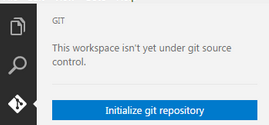 GIT
This workspace isn't yet under git source
control.
Initialize git repository